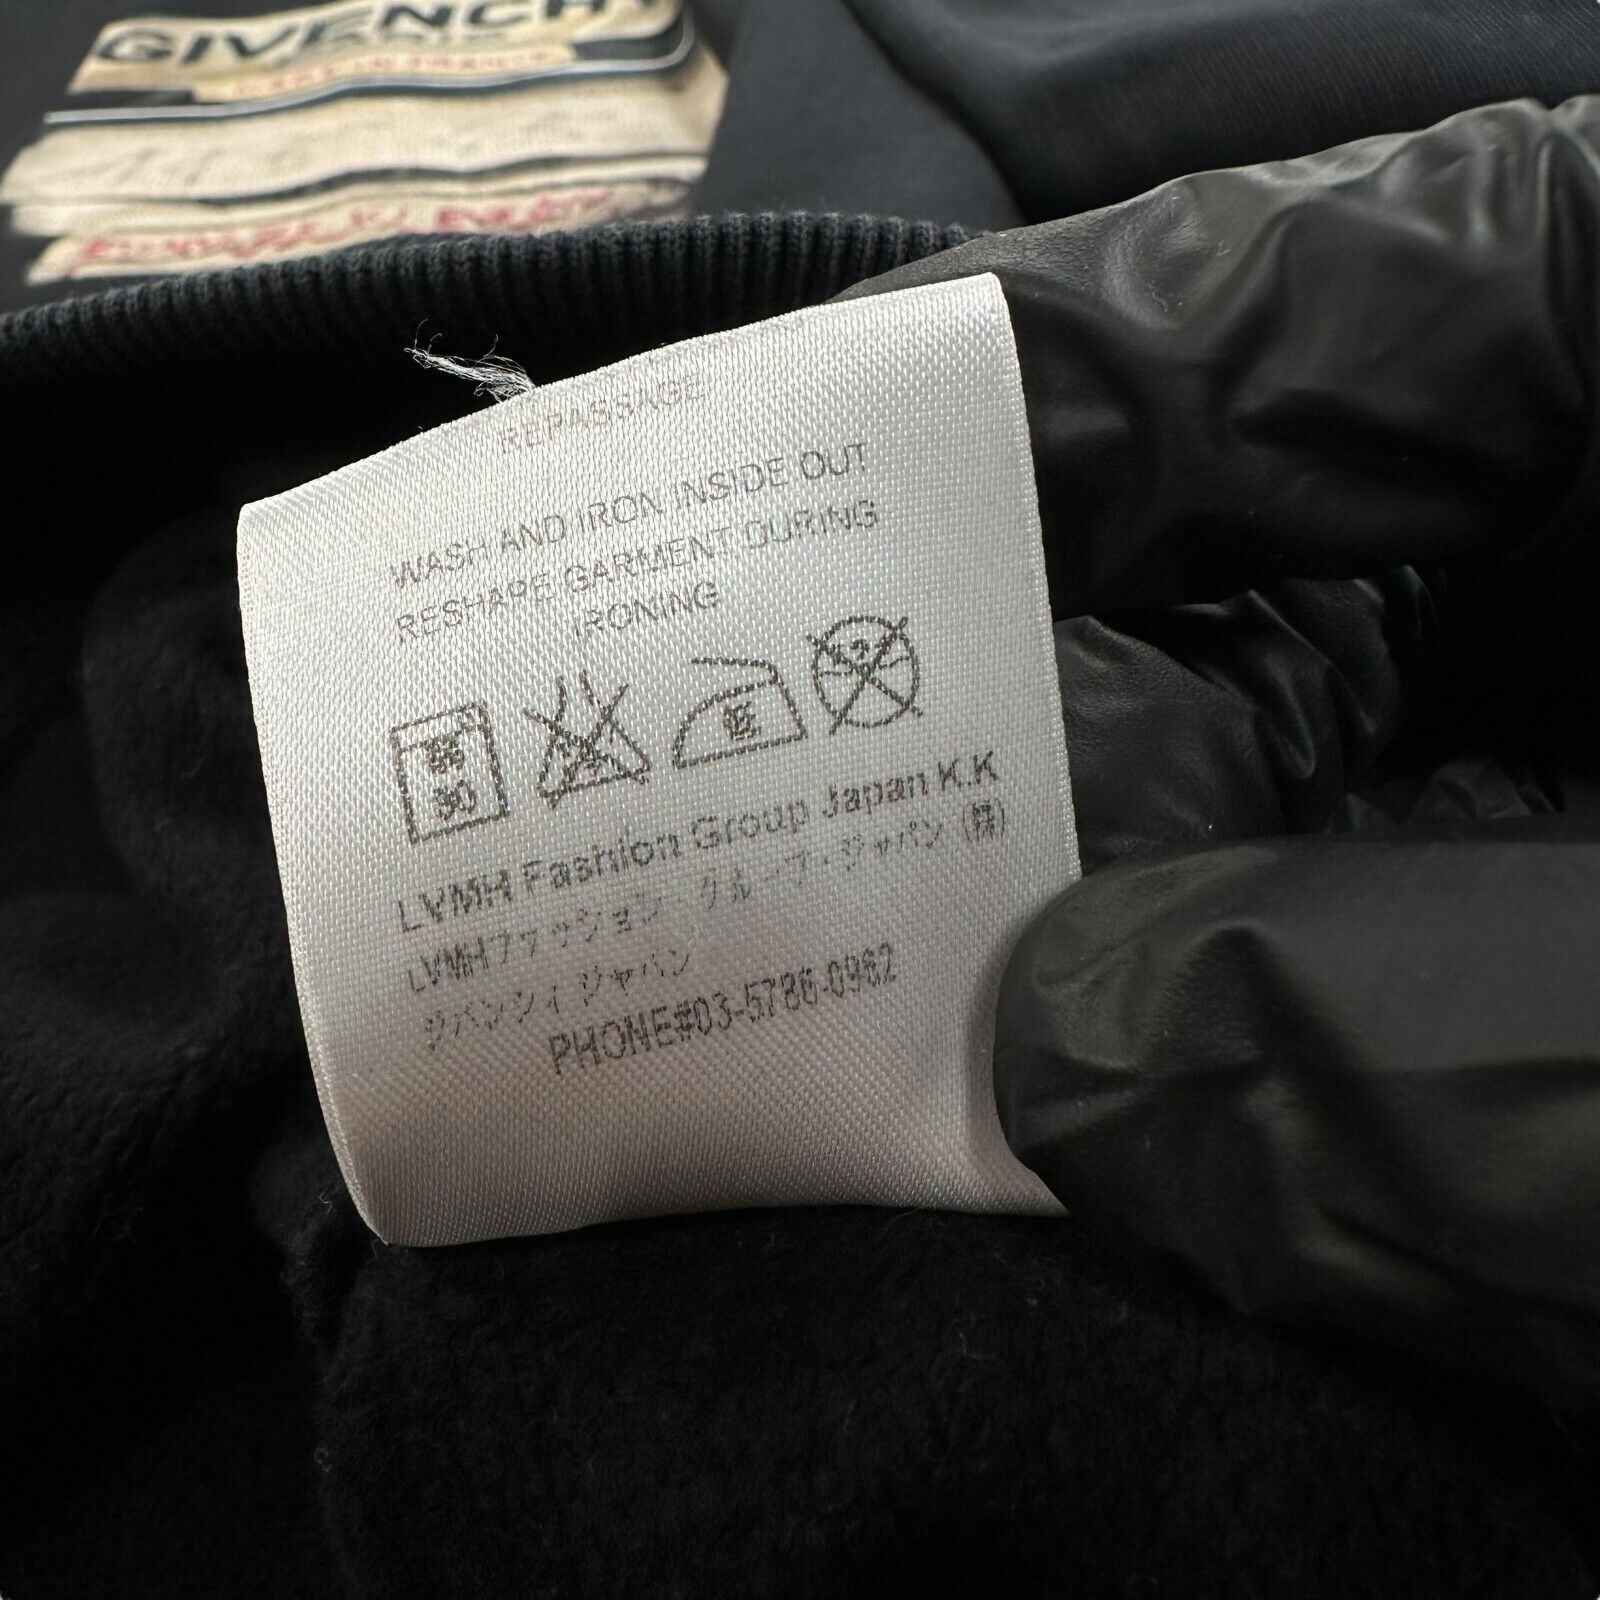 GIVENCHY
REPASSAGE
WASH AND IRON INSIDE OUT
RESHAPE GARMENT DURING
IRONING
30
低
LVMH Fashion Group Japan K.K
LVMHファッション・グループ・ジャパン (株)
ジバンシィ ジャパン
PHONE#03-5786-0962